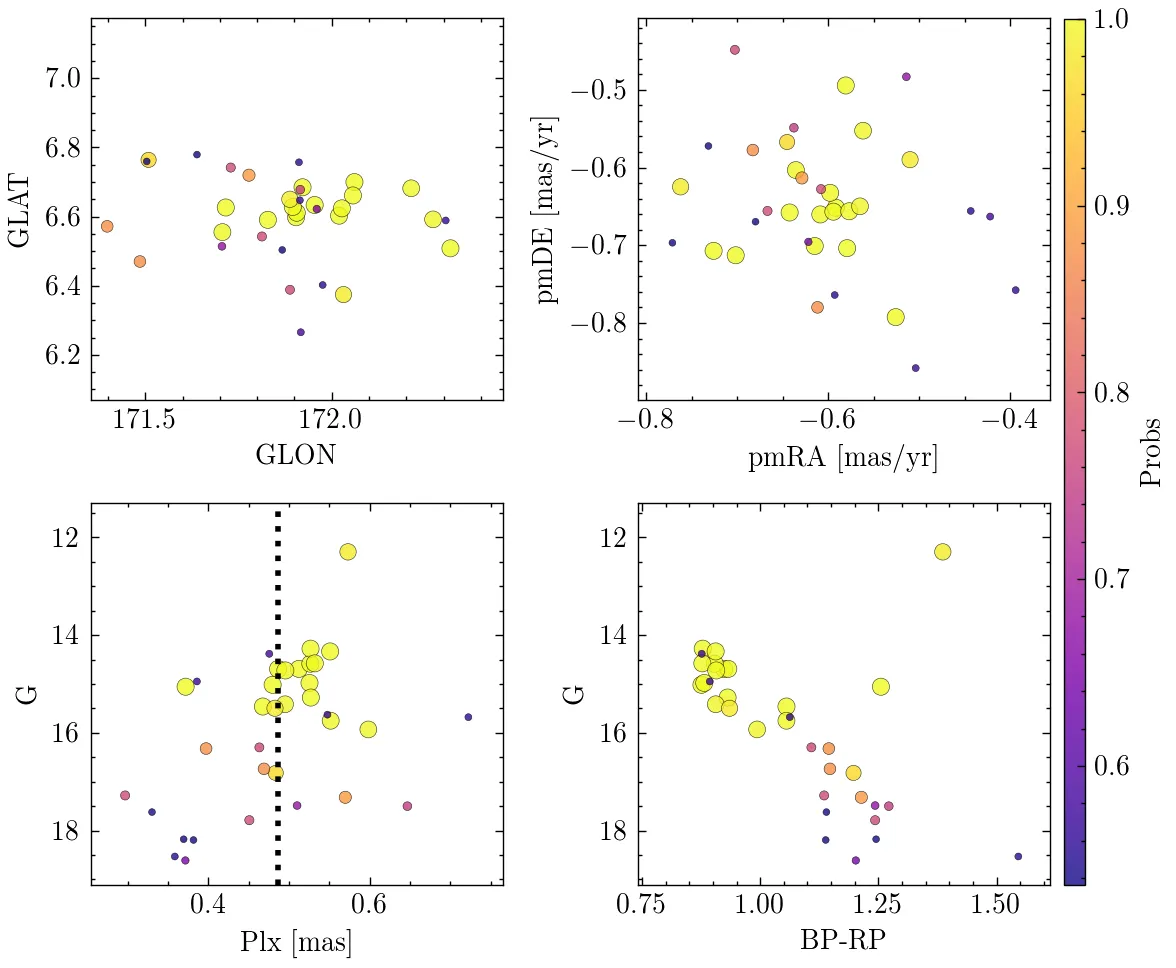 7.0
6.8
6.6
6.4
6.2
GLAT
171.5 172.0
GLON
−0.5
−0.6
−0.7
−0.8
pmDE [mas/yr]
−0.8 −0.6 −0.4
pmRA [mas/yr]
1.0
0.9
0.8
0.7
0.6
Probs
12
14
16
18
G
0.4 0.6
Plx [mas]
12
14
16
18
G
0.75 1.00 1.25 1.50
BP-RP